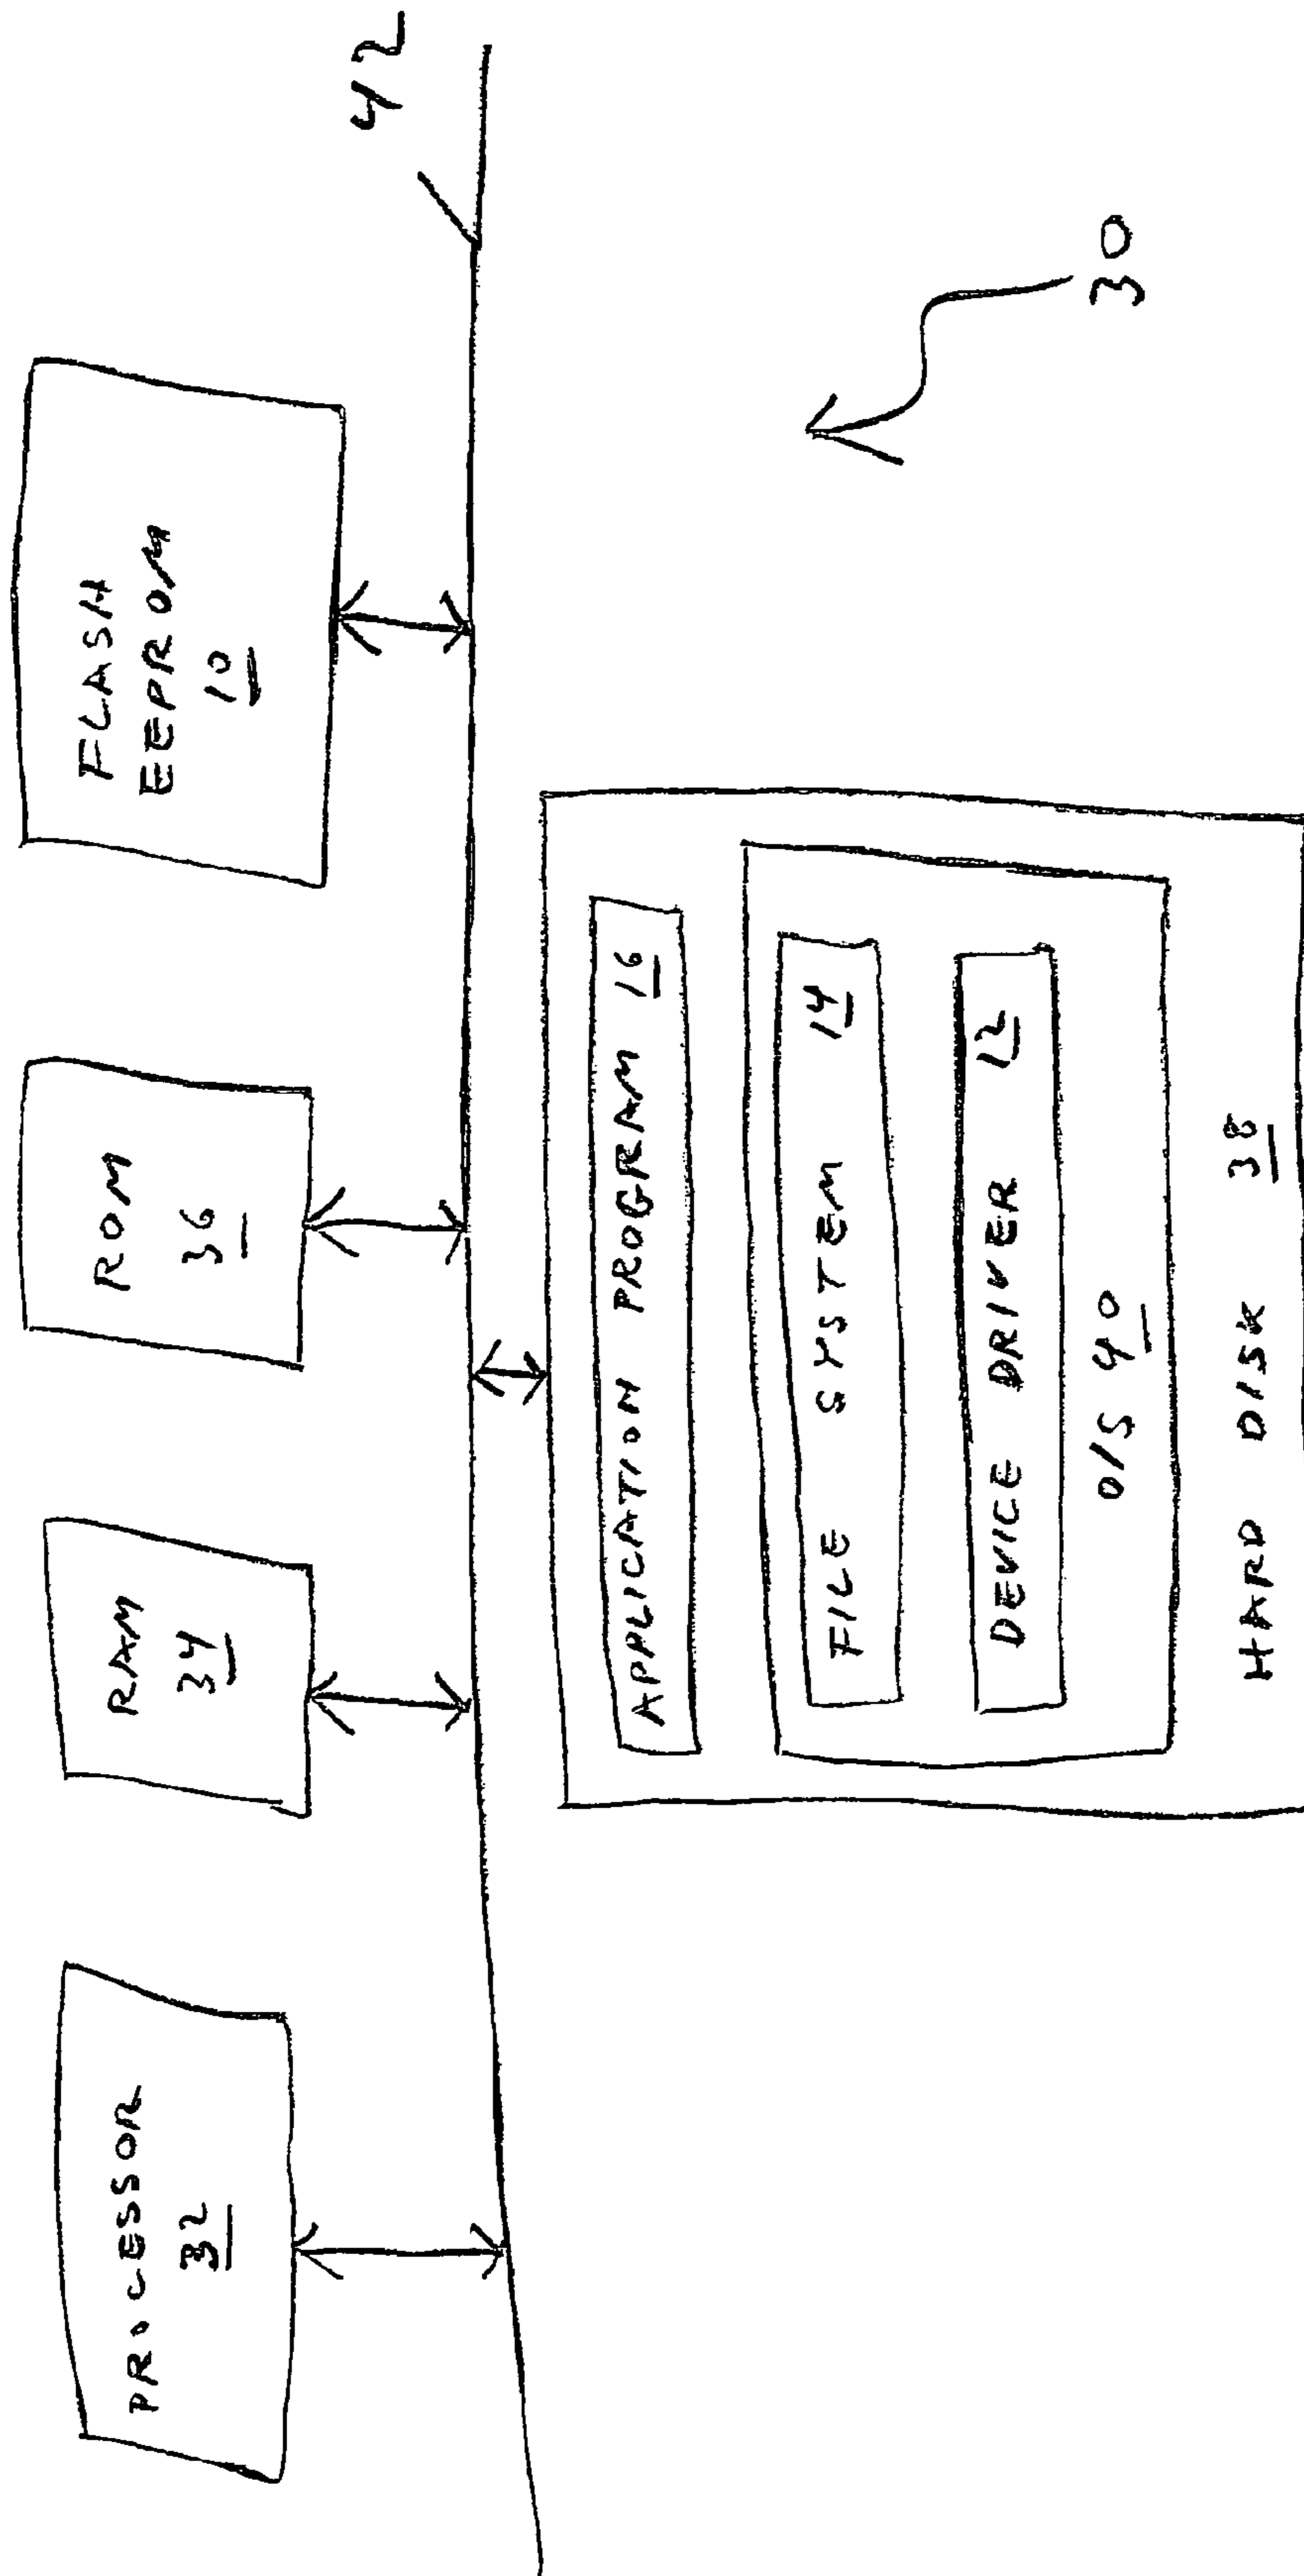 PROCESSOR
32
RAM
34
ROM
36
FLASH
EEPROM
10
42
APPLICATION PROGRAM 16
FILE SYSTEM 14
DEVICE DRIVER 12
O/S 40
HARD DISK 38
30